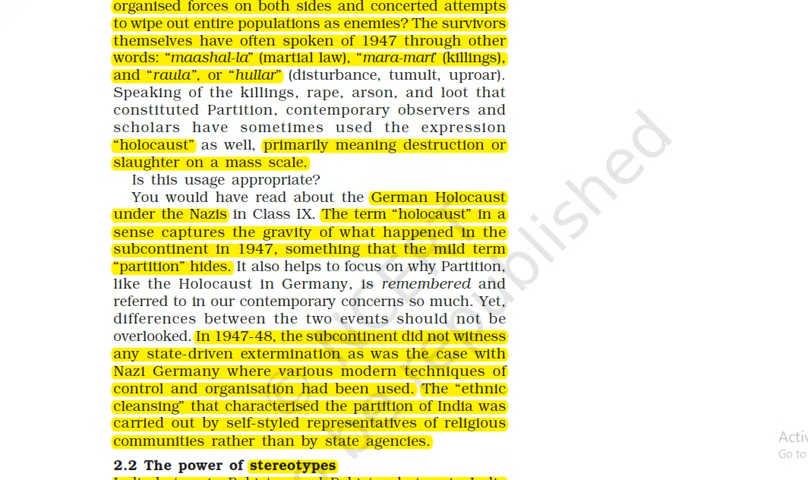 organised forces on both sides and concerted attempts
to wipe out entire populations as enemies? The survivors
themselves have often spoken of 1947 through other
words: “maashal-la” (martial law), “mara-mari’ (killings),
and “raula”, or “hullar” (disturbance, tumult, uproar).
Speaking of the killings, rape, arson, and loot that
constituted Partition, contemporary observers and
scholars have sometimes used the expression
“holocaust” as well, primarily meaning destruction or
slaughter on a mass scale.
Is this usage appropriate?
You would have read about the German Holocaust
under the Nazis in Class IX. The term “holocaust” in a
sense captures the gravity of what happened in the
subcontinent in 1947, something that the mild term
“partition” hides. It also helps to focus on why Partition,
like the Holocaust in Germany, is remembered and
referred to in our contemporary concerns so much. Yet,
differences between the two events should not be
overlooked. In 1947-48, the subcontinent did not witness
any state-driven extermination as was the case with
Nazi Germany where various modern techniques of
control and organisation had been used. The “ethnic
cleansing” that characterised the partition of India was
carried out by self-styled representatives of religious
communities rather than by state agencies.
2.2 The power of stereotypes
© NCERT
be republished
Activ
Go to